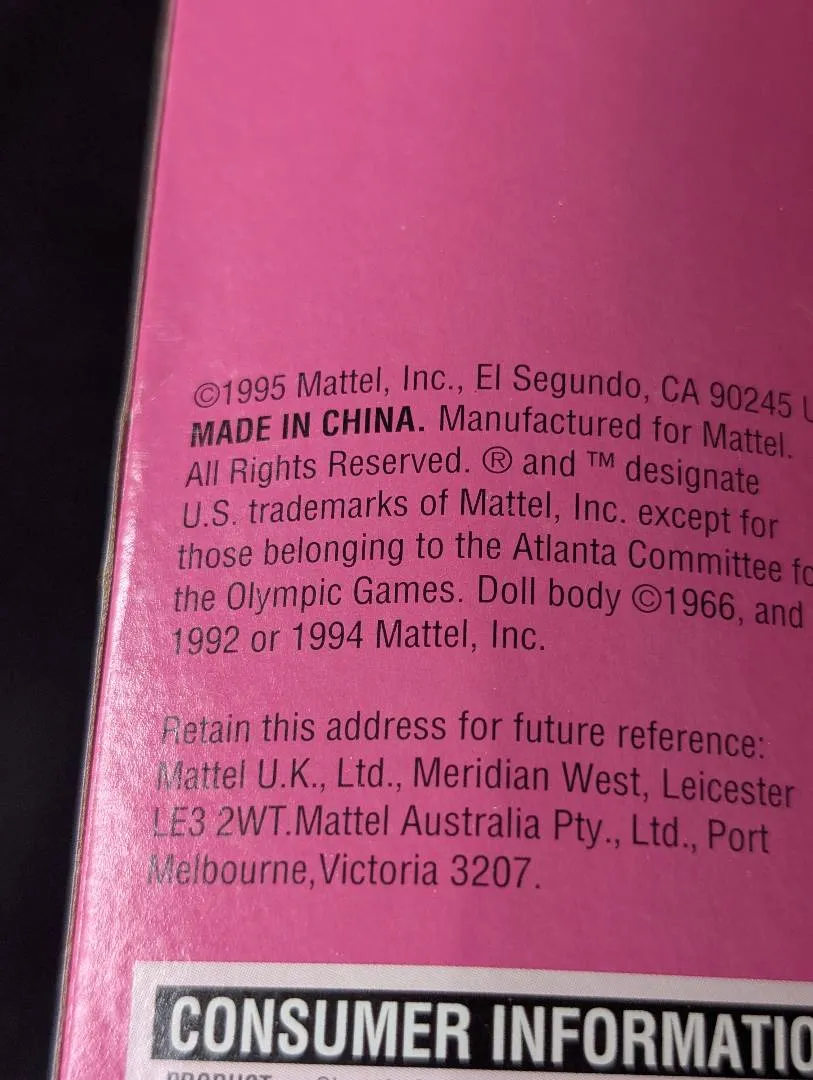 ©1995 Mattel, Inc., El Segundo, CA 90245
MADE IN CHINA. Manufactured for Mattel.
All Rights Reserved. ® and ™ designate
U.S. trademarks of Mattel, Inc. except for
those belonging to the Atlanta Committee
the Olympic Games. Doll body ©1966, and
1992 or 1994 Mattel, Inc.
Retain this address for future reference:
Mattel U.K., Ltd., Meridian West, Leicester
LE3 2WT.Mattel Australia Pty., Ltd., Port
Melbourne,Victoria 3207.
CONSUMER INFORMATIO